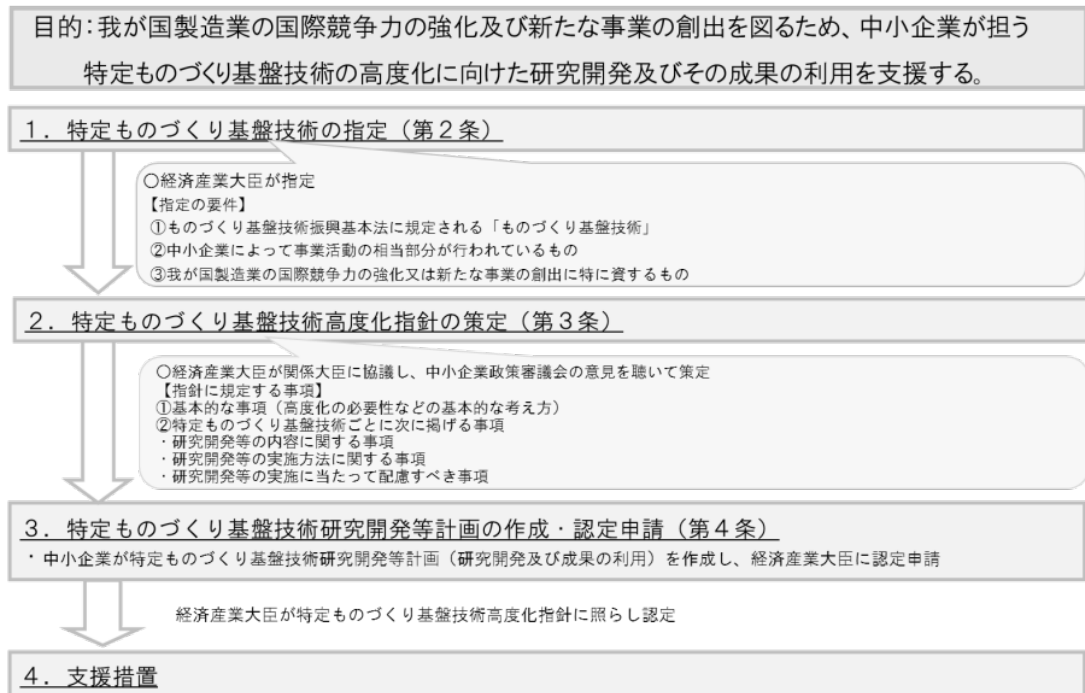 目的:我が国製造業の国際競争力の強化及び新たな事業の創出を図るため、中小企業が担う
特定ものづくり基盤技術の高度化に向けた研究開発及びその成果の利用を支援する。
1．特定ものづくり基盤技術の指定（第２条）
○経済産業大臣が指定
【指定の要件】
①ものづくり基盤技術振興基本法に規定される「ものづくり基盤技術」
②中小企業によって事業活動の相当部分が行われているもの
③我が国製造業の国際競争力の強化又は新たな事業の創出に特に資するもの
２．特定ものづくり基盤技術高度化指針の策定（第３条）
○経済産業大臣が関係大臣に協議し、中小企業政策審議会の意見を聴いて策定
【指針に規定する事項】
①基本的な事項（高度化の必要性などの基本的な考え方）
②特定ものづくり基盤技術ごとに次に掲げる事項
・研究開発等の内容に関する事項
・研究開発等の実施方法に関する事項
・研究開発等の実施に当たって配慮すべき事項
３．特定ものづくり基盤技術研究開発等計画の作成・認定申請（第４条）
・中小企業が特定ものづくり基盤技術研究開発等計画（研究開発及び成果の利用）を作成し、経済産業大臣に認定申請
経済産業大臣が特定ものづくり基盤技術高度化指針に照らし認定
４．支援措置